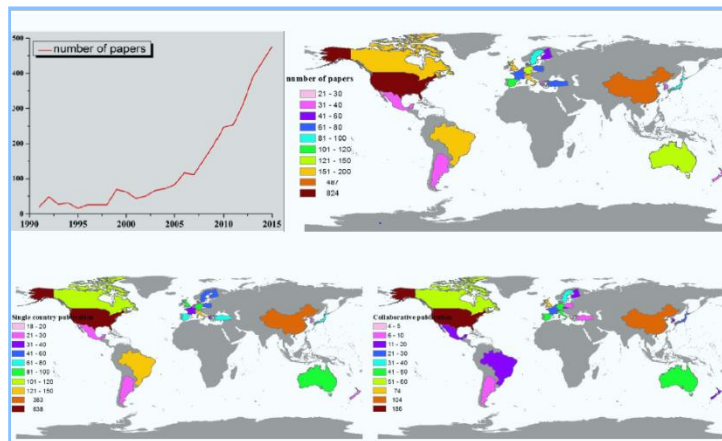 500
400
300
200
100
0
number of papers
1990
1995
2000
2005
2010
2015
number of papers
21 - 30
31 - 40
41 - 60
61 - 80
81 - 100
101 - 120
121 - 150
151 - 200
487
824
Single country publication
18 - 20
21 - 30
31 - 40
41 - 60
61 - 80
81 - 100
101 - 120
121 - 150
383
638
Collaborative publication
4 - 5
6 - 10
11 - 20
21 - 30
31 - 40
41 - 50
51 - 60
74
104
186